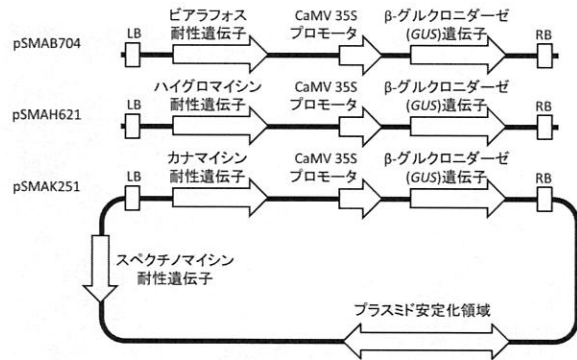 pSMAB704
LB
ビアラフォス
耐性遺伝子
CaMV 35S
プロモータ
β-グルクロニダーゼ
(GUS)遺伝子
RB
pSMAH621
LB
ハイグロマイシン
耐性遺伝子
CaMV 35S
プロモータ
β-グルクロニダーゼ
(GUS)遺伝子
RB
pSMAK251
LB
カナマイシン
耐性遺伝子
CaMV 35S
プロモータ
β-グルクロニダーゼ
(GUS)遺伝子
RB
スペクチノマイシン
耐性遺伝子
プラスミド安定化領域